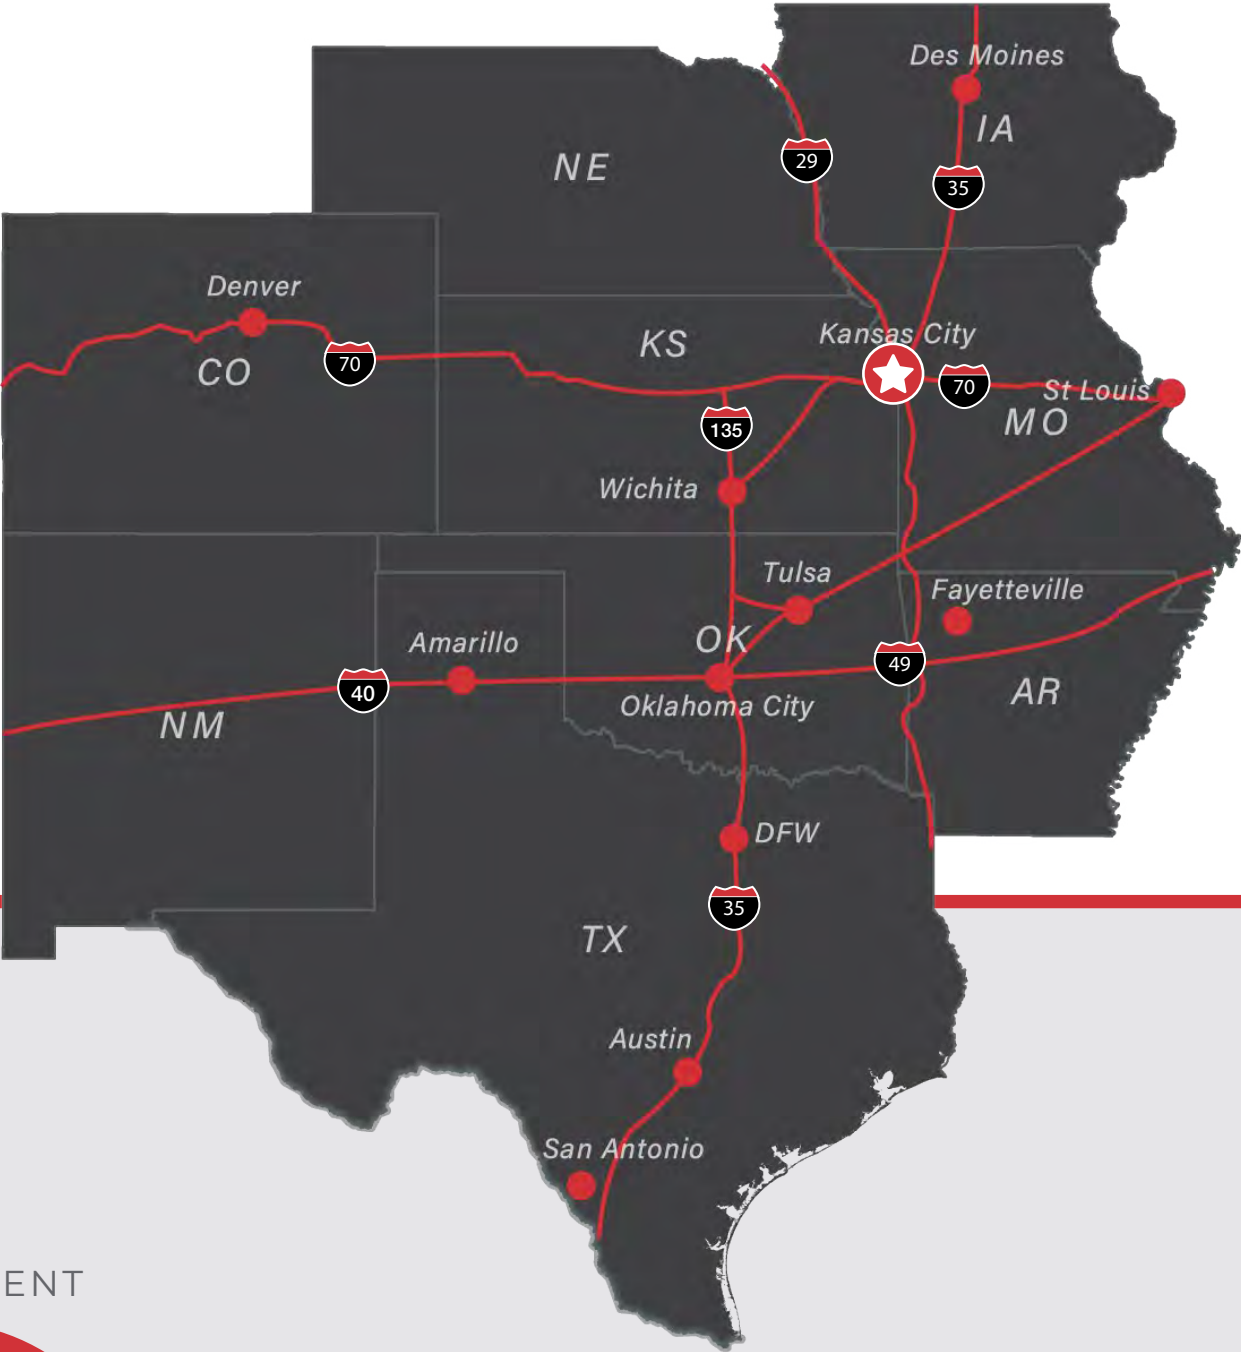 Des Moines
IA
29
NE
35
Denver
Kansas City
KS
70
CO
70
St Louis
MO
135
Wichita
Tulsa
Fayetteville
Amarillo
OK
49
40
AR
Oklahoma City
NM
DFW
35
TX
Austin
San Antonio
ENT